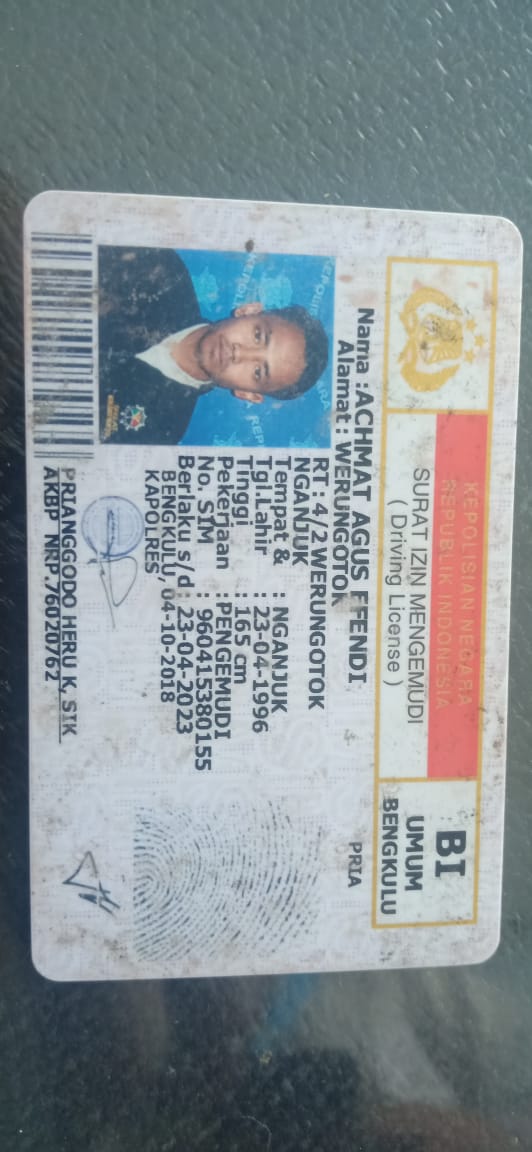 KEPOLISIAN NEGARA
REPUBLIK INDONESIA
SURAT IZIN MENGEMUDI
( Driving License )
BI
UMUM
BENGKULU
Nama : ACHMAT AGUS EFENDI
Alamat : WERUNGOTOK
PRIA
RT : 4/2 WERUNGOTOK
NGANJUK
Tempat & : NGANJUK
Tgl.Lahir : 23-04-1996
Tinggi : 165 cm
Pekerjaan : PENGEMUDI
No. SIM : 960415380155
Berlaku s/d : 23-04-2023
BENGKULU, 04-10-2018
KAPOLRES
PRIANGGODO HERU K, SIK
AKBP NRP.76020762